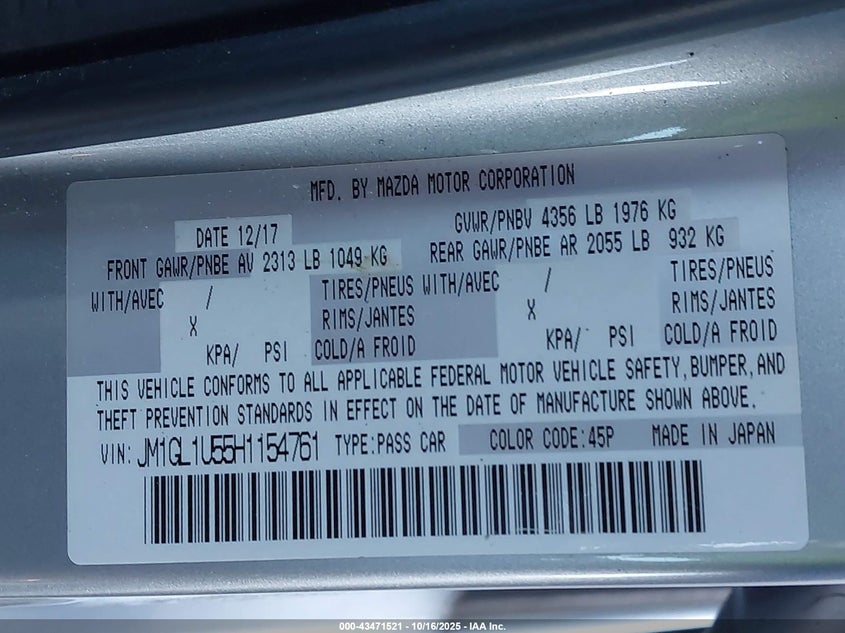 MFD. BY MAZDA MOTOR CORPORATION
DATE 12/17 GVWR/PNBV 4356 LB 1976 KG
FRONT GAWR/PNBE AV 2313 LB 1049 KG REAR GAWR/PNBE AR 2055 LB 932 KG
WITH/AVEC / TIRES/PNEUS WITH/AVEC / TIRES/PNEUS
X RIMS/JANTES X RIMS/JANTES
KPA/ PSI COLD/A FROID KPA/ PSI COLD/A FROID
THIS VEHICLE CONFORMS TO ALL APPLICABLE FEDERAL MOTOR VEHICLE SAFETY, BUMPER, AND
THEFT PREVENTION STANDARDS IN EFFECT ON THE DATE OF MANUFACTURE SHOWN ABOVE.
VIN: JM1GL1U55H1154761 TYPE:PASS CAR COLOR CODE:45P MADE IN JAPAN
000-43471521 - 10/16/2025 - IAA Inc.